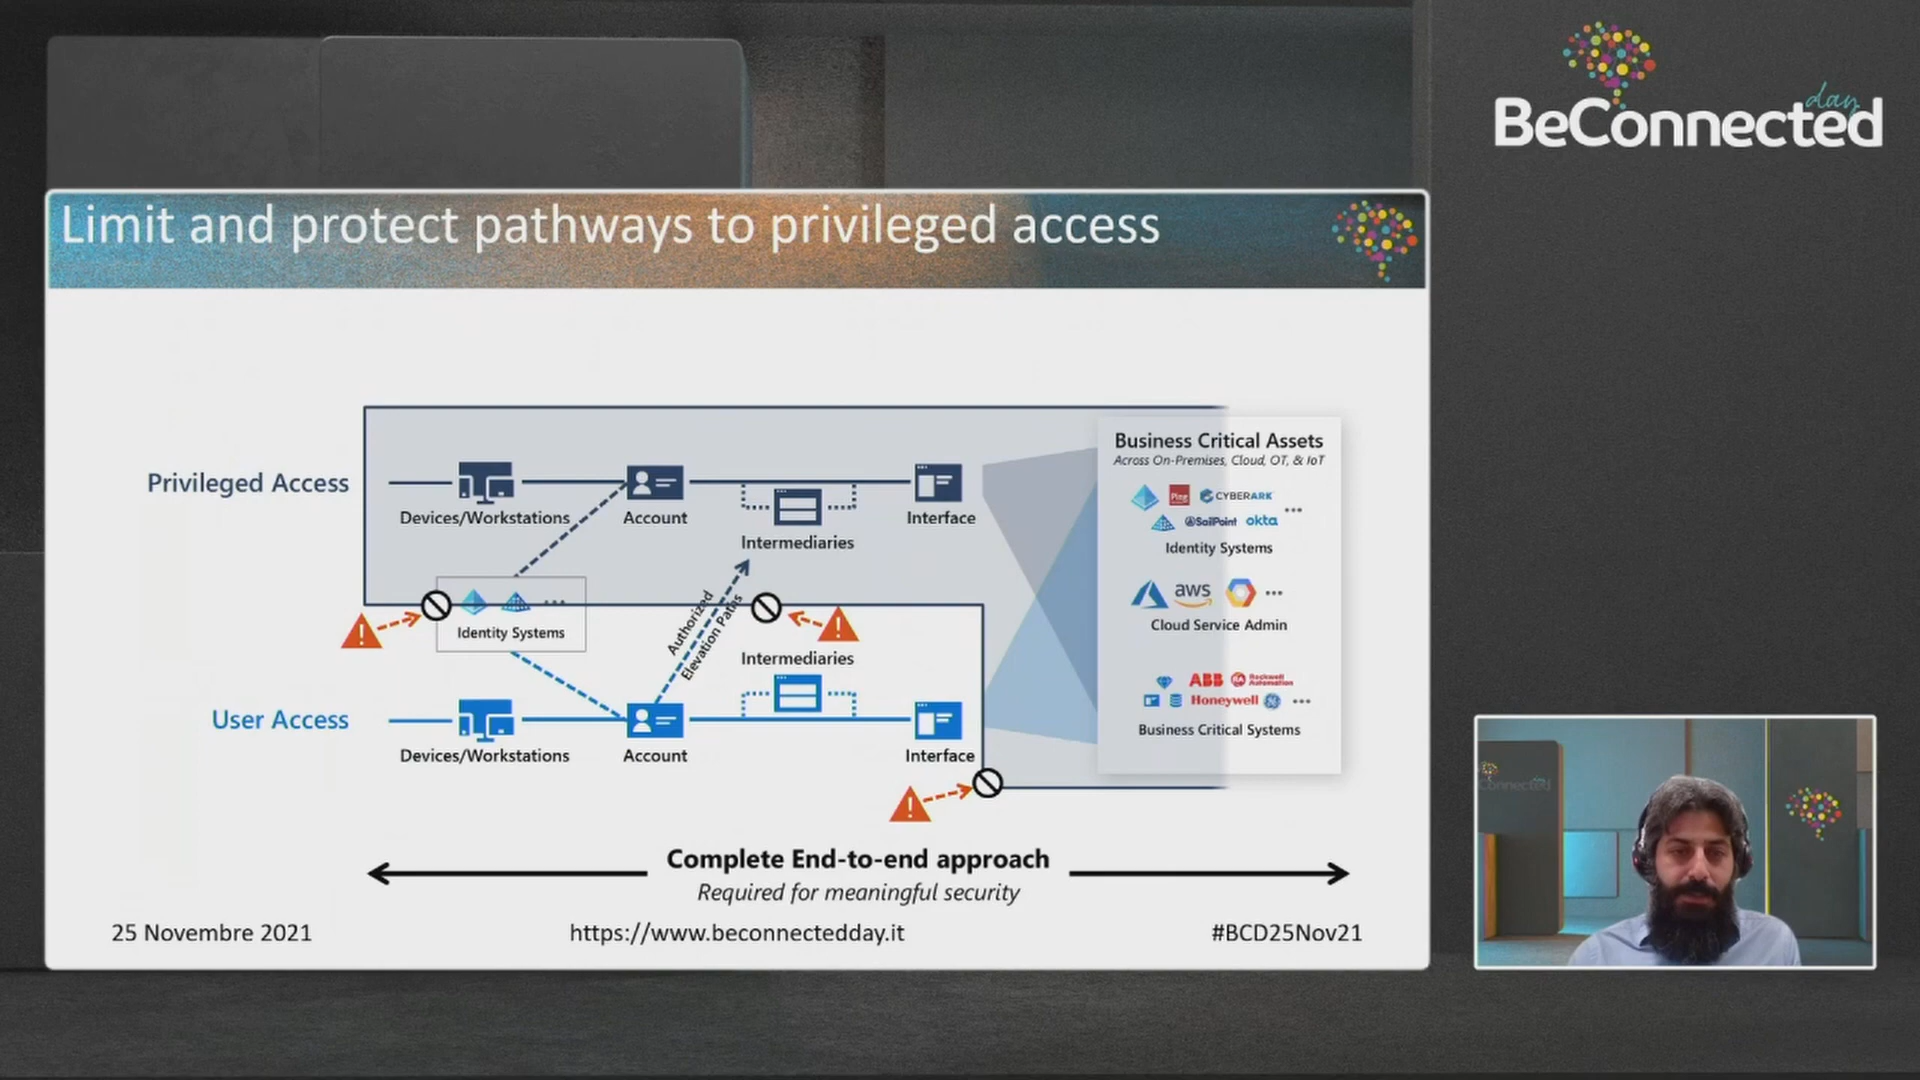 day
BeConnected
Limit and protect pathways to privileged access
Business Critical Assets
Across On-Premises, Cloud, OT, & IoT
Privileged Access
Devices/Workstations
Account
Intermediaries
Interface
Ping
CYBERARK
SailPoint
okta
...
Identity Systems
aws
...
Cloud Service Admin
...
Identity Systems
Authorized
Elevation Paths
Intermediaries
ABB
Rockwell
Automation
Honeywell
...
Business Critical Systems
User Access
Devices/Workstations
Account
Interface
Complete End-to-end approach
Required for meaningful security
25 Novembre 2021
https://www.beconnectedday.it
#BCD25Nov21
Connected